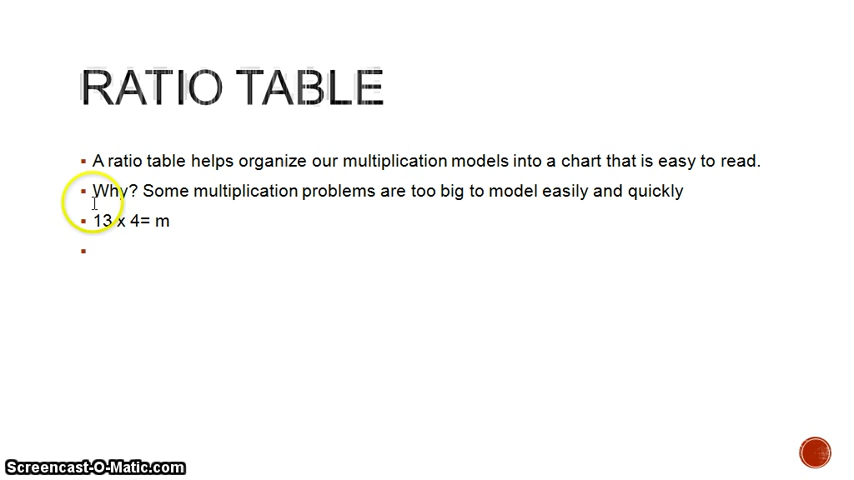 RATIO TABLE
A ratio table helps organize our multiplication models into a chart that is easy to read.
Why? Some multiplication problems are too big to model easily and quickly
13 x 4= m
Screencast-O-Matic.com